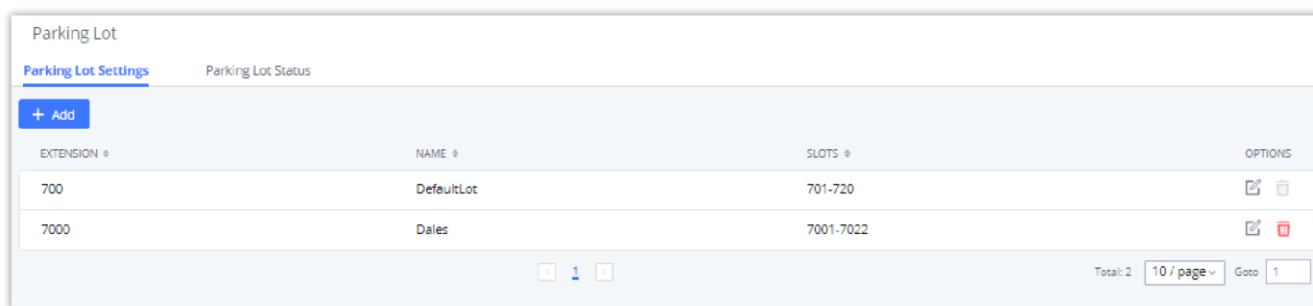 Parking Lot
Parking Lot Settings Parking Lot Status
+ Add
EXTENSION NAME SLOTS OPTIONS
700 DefaultLot 701-720
7000 Dales 7001-7022
< 1 > Total: 2 10 / page Goto 1